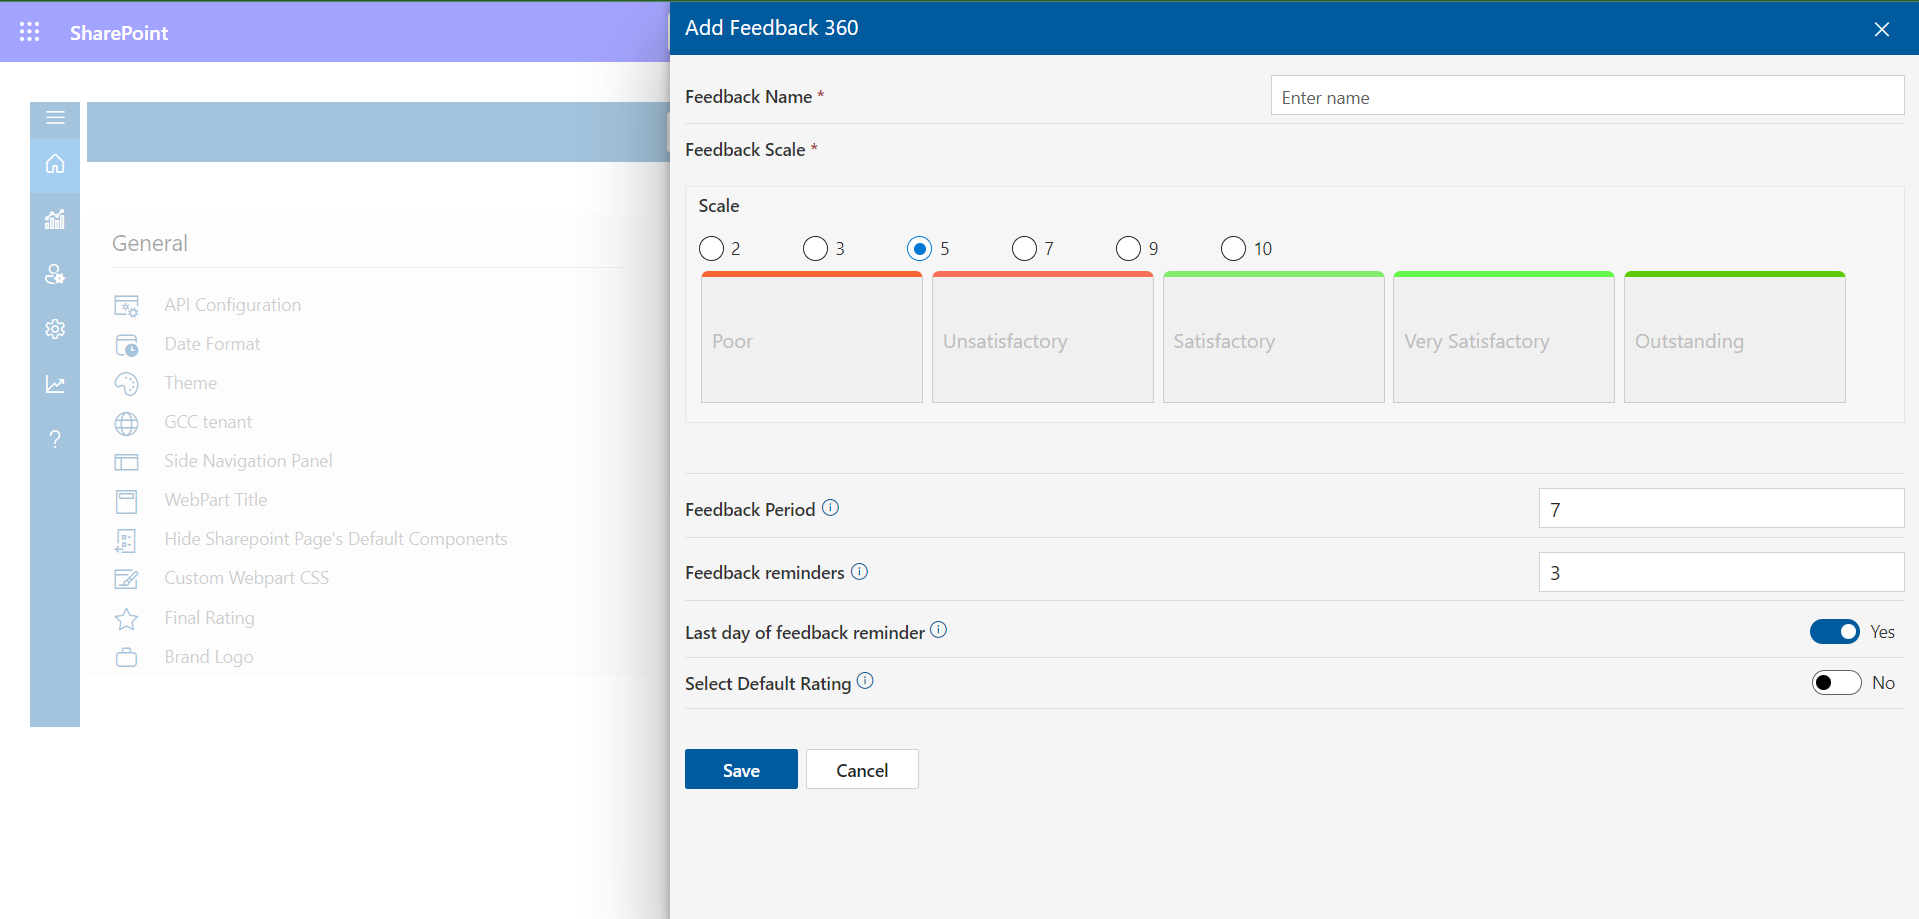 SharePoint
General
API Configuration
Date Format
Theme
GCC tenant
Side Navigation Panel
WebPart Title
Hide Sharepoint Page's Default Components
Custom Webpart CSS
Final Rating
Brand Logo
Add Feedback 360
Feedback Name *
Enter name
Feedback Scale *
Scale
2 3 5 7 9 10
Poor Unsatisfactory Satisfactory Very Satisfactory Outstanding
Feedback Period 7
Feedback reminders 3
Last day of feedback reminder Yes
Select Default Rating No
Save Cancel